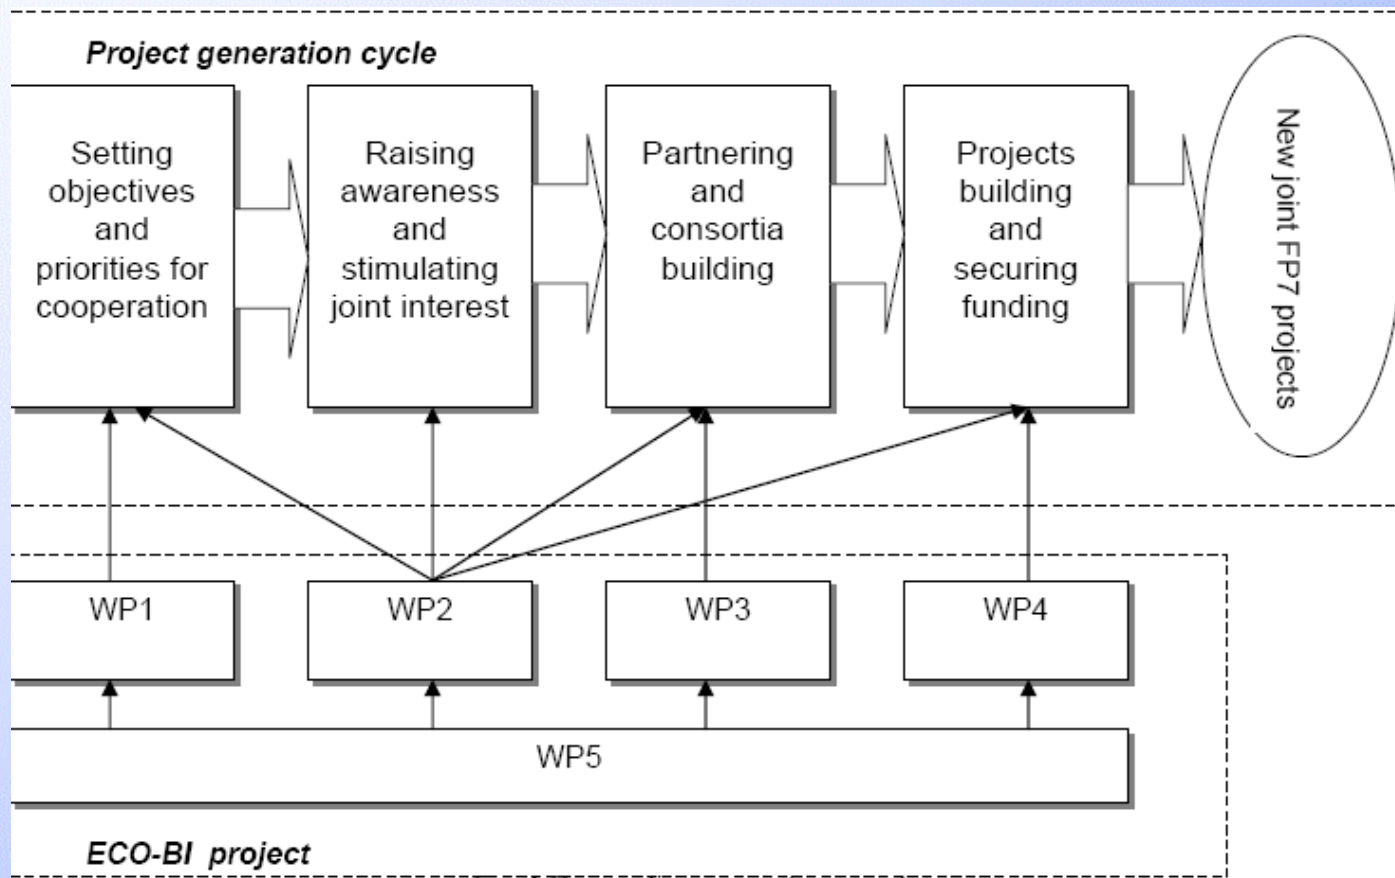 Project generation cycle
Setting
objectives
and
priorities for
cooperation
Raising
awareness
and
stimulating
joint interest
Partnering
and
consortia
building
Projects
building
and
securing
funding
New joint FP7 projects
WP1
WP2
WP3
WP4
WP5
ECO-BI project